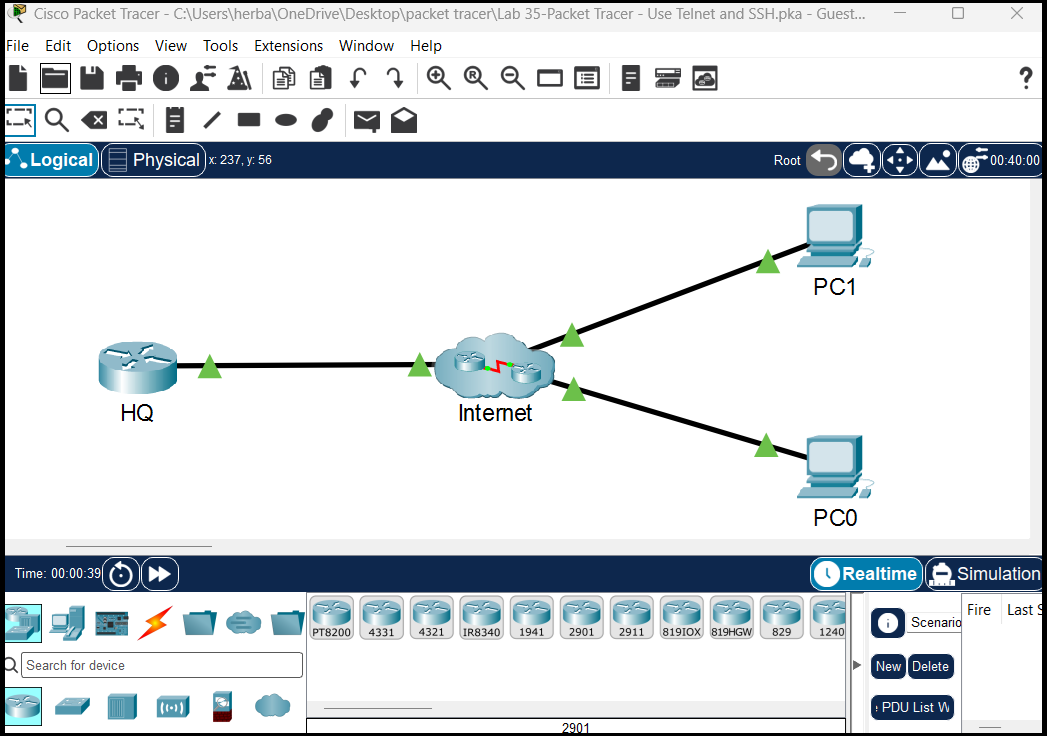 Cisco Packet Tracer - C:\Users\herba\OneDrive\Desktop\packet tracer\Lab 35-Packet Tracer - Use Telnet and SSH.pka - Guest...
File Edit Options View Tools Extensions Window Help
Logical Physical x: 237, y: 56 Root 00:40:00
PC1
HQ
Internet
PC0
Time: 00:00:39 Realtime Simulation
PT8200 4331 4321 IR8340 1941 2901 2911 819IOX 819HGW 829 1240
Fire Last S
Scenario
Search for device
New Delete
PDU List W
2901